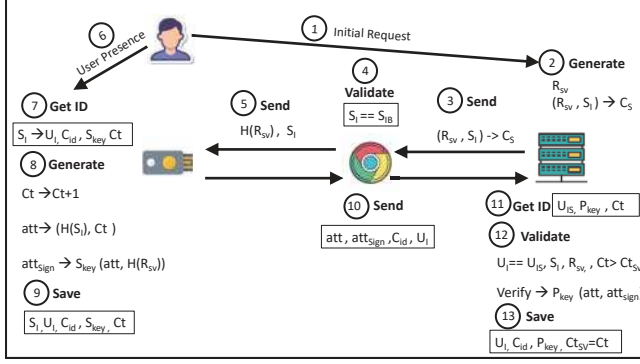 1 Initial Request
6 User Presence
2 Generate
R_sv
(R_sv , S_I) → C_S
7 Get ID
S_I → U_I, C_id , S_key Ct
4
Validate
S_I == S_IB
5 Send
H(R_sv) , S_I
3 Send
(R_sv , S_I) -> C_S
8 Generate
Ct → Ct+1
att → (H(S_I), Ct )
att_Sign → S_key (att, H(R_sv))
9 Save
S_I, U_I, C_id , S_key , Ct
10 Send
att , att_Sign , C_id , U_I
11 Get ID U_IS, P_key , Ct
12 Validate
U_I == U_IS, S_I , R_sv, , Ct> Ct_Sv
Verify → P_key (att, att_sign
13 Save
U_I, C_id , P_key , Ct_SV=Ct